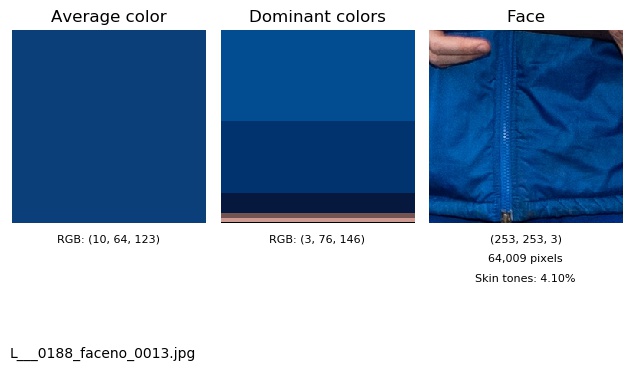 Average color
Dominant colors
Face
RGB: (10, 64, 123)
RGB: (3, 76, 146)
(253, 253, 3)
64,009 pixels
Skin tones: 4.10%
L___0188_faceno_0013.jpg